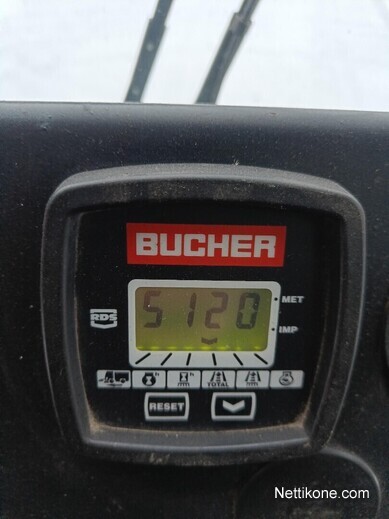 BUCHER
RDS
5120
MET
IMP
h
h
TOTAL
RESET
Nettikone.com